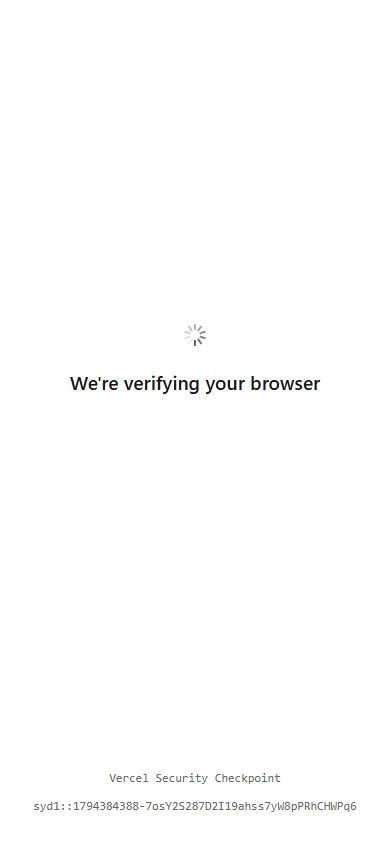 We're verifying your browser
Vercel Security Checkpoint
syd1::1794384388-7osY2S287D2I19ahss7yW8pPRhCHWPq6